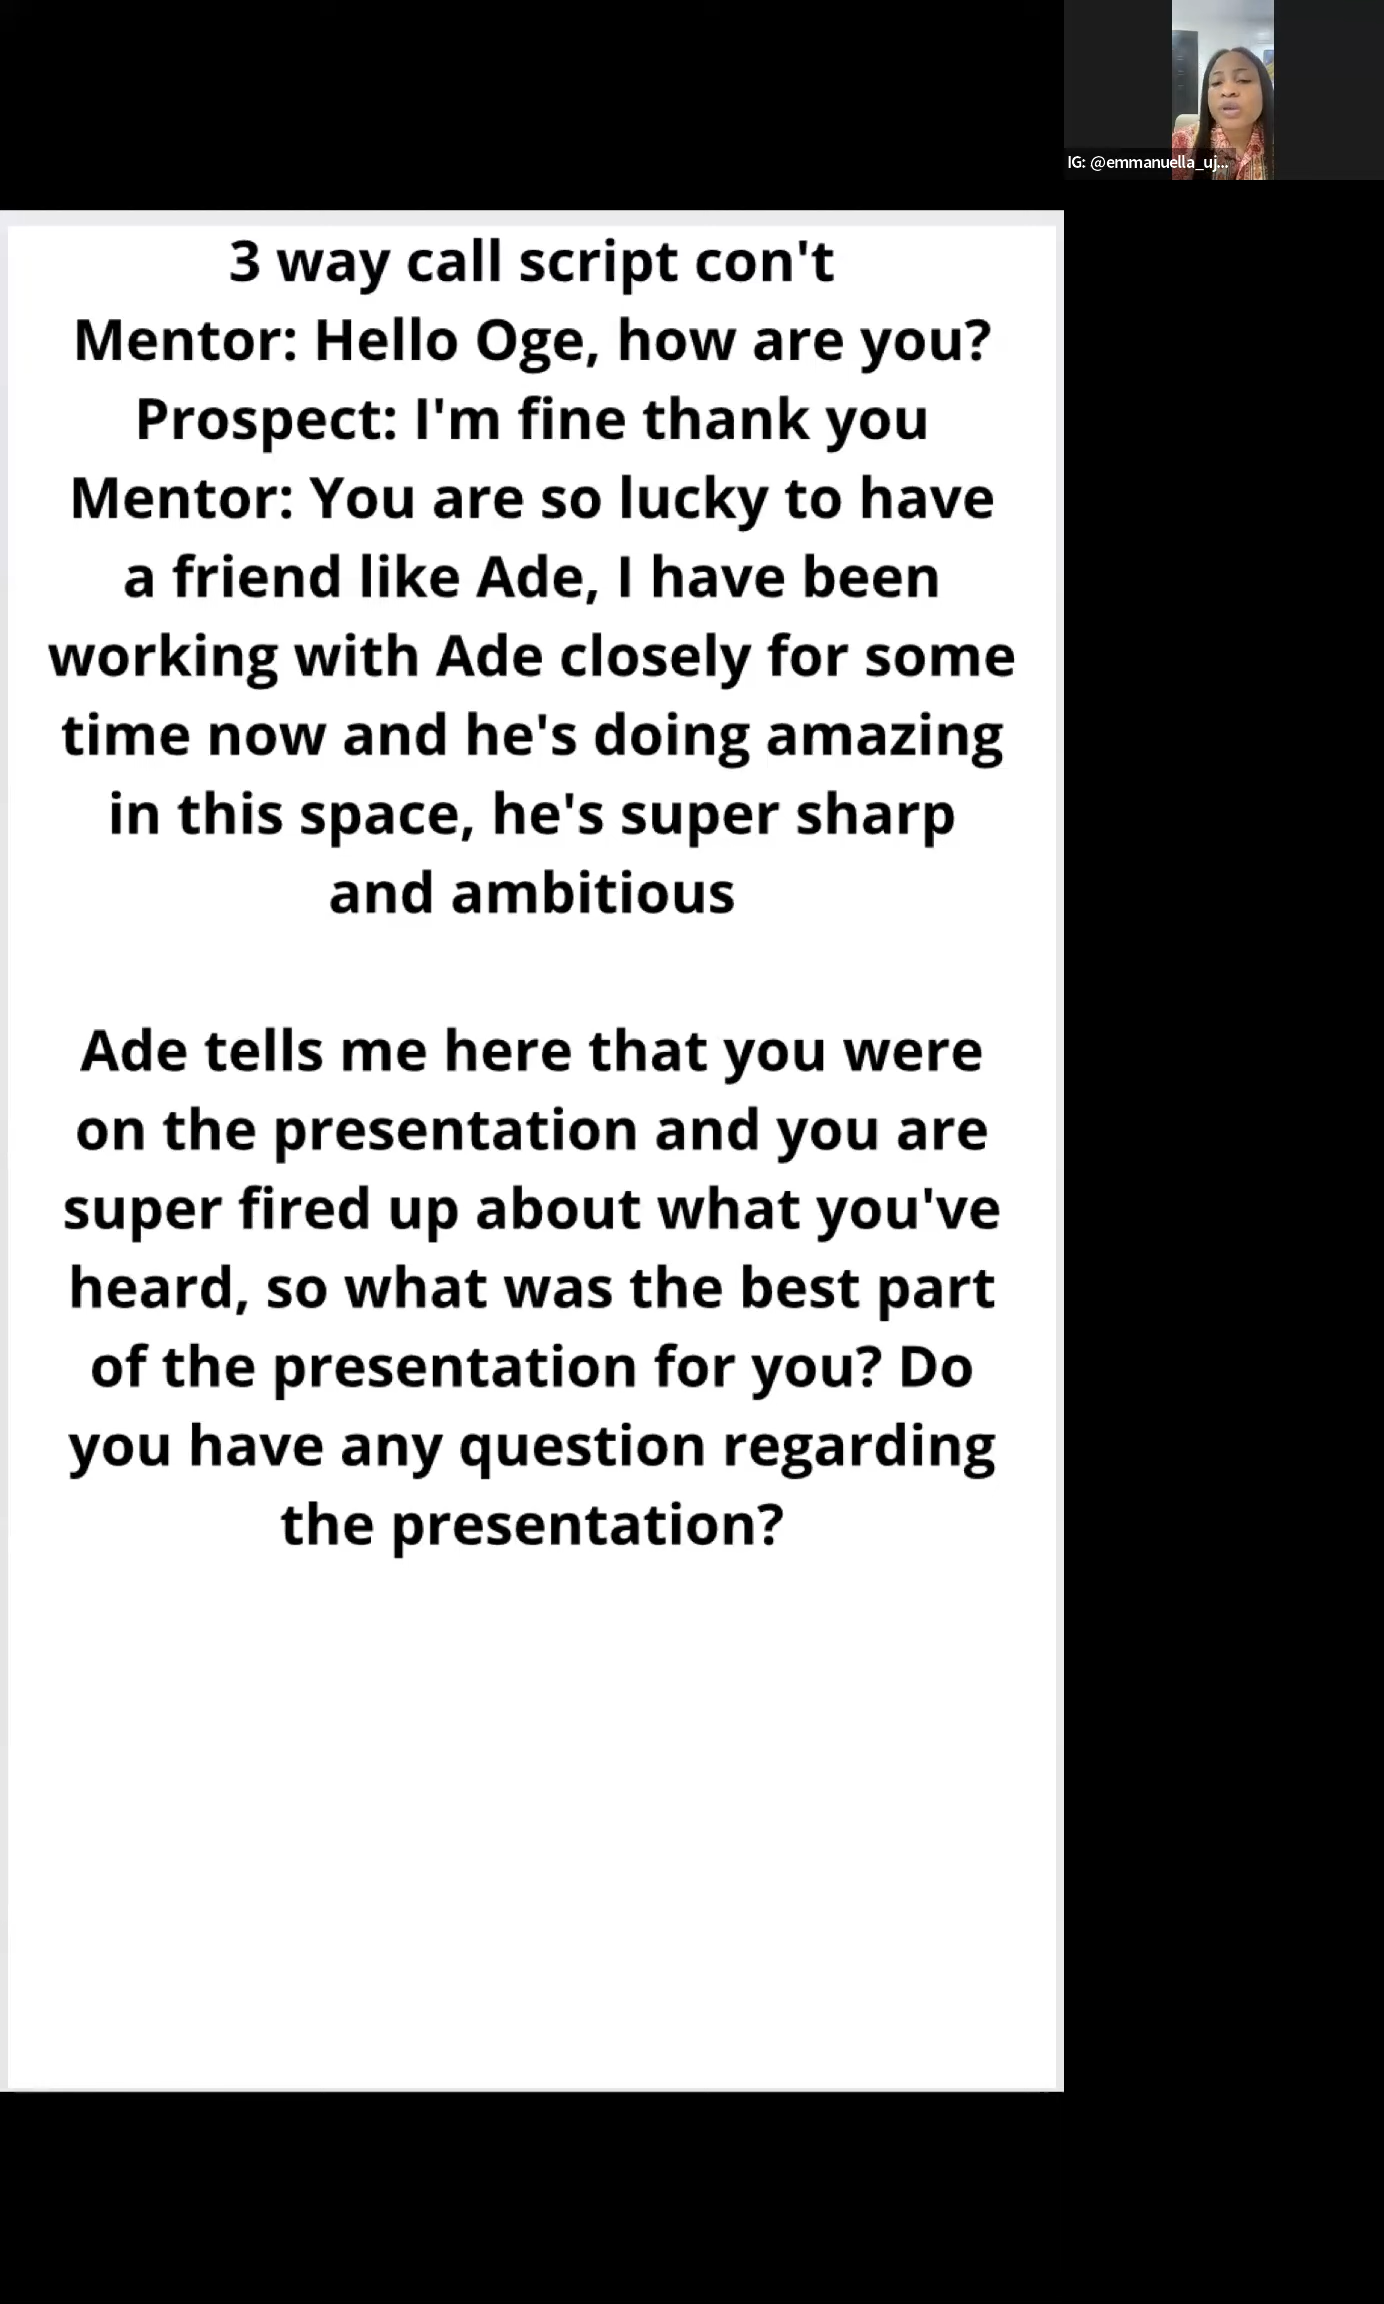 IG: @emmanuella_uj...
3 way call script con't
Mentor: Hello Oge, how are you?
Prospect: I'm fine thank you
Mentor: You are so lucky to have
a friend like Ade, I have been
working with Ade closely for some
time now and he's doing amazing
in this space, he's super sharp
and ambitious
Ade tells me here that you were
on the presentation and you are
super fired up about what you've
heard, so what was the best part
of the presentation for you? Do
you have any question regarding
the presentation?